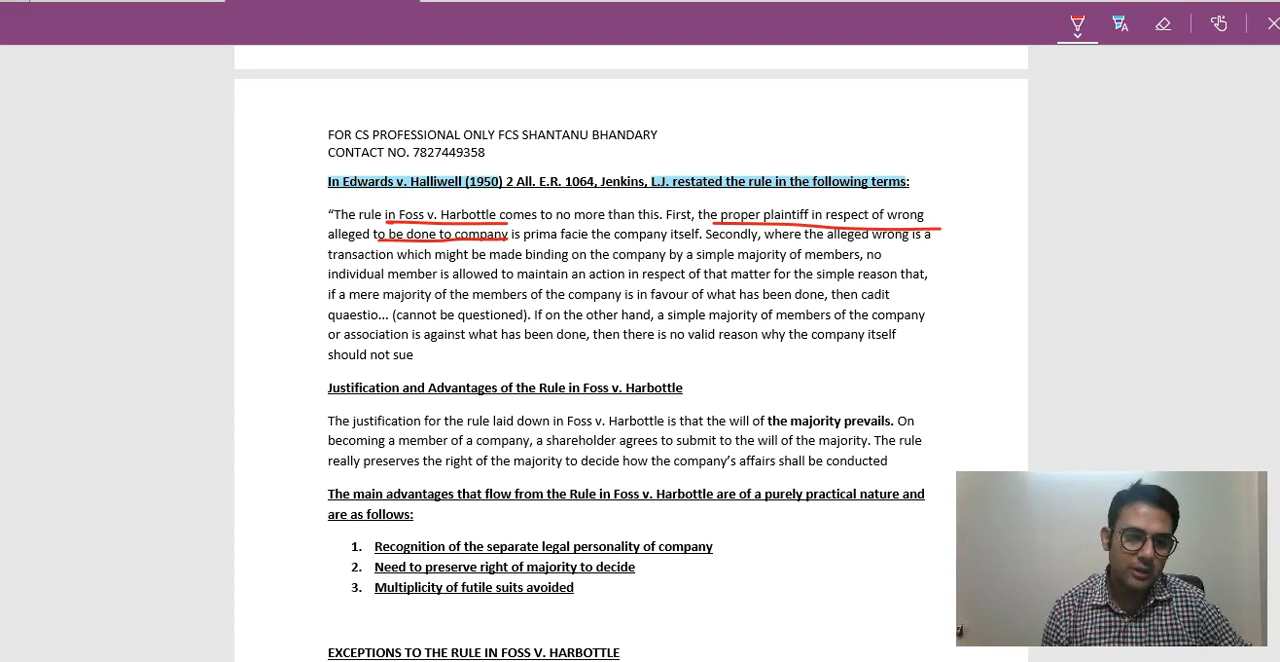 FOR CS PROFESSIONAL ONLY FCS SHANTANU BHANDARY
CONTACT NO. 7827449358
In Edwards v. Halliwell (1950) 2 All. E.R. 1064, Jenkins, L.J. restated the rule in the following terms:
“The rule in Foss v. Harbottle comes to no more than this. First, the proper plaintiff in respect of wrong
alleged to be done to company is prima facie the company itself. Secondly, where the alleged wrong is a
transaction which might be made binding on the company by a simple majority of members, no
individual member is allowed to maintain an action in respect of that matter for the simple reason that,
if a mere majority of the members of the company is in favour of what has been done, then cadit
quaestio... (cannot be questioned). If on the other hand, a simple majority of members of the company
or association is against what has been done, then there is no valid reason why the company itself
should not sue
Justification and Advantages of the Rule in Foss v. Harbottle
The justification for the rule laid down in Foss v. Harbottle is that the will of the majority prevails. On
becoming a member of a company, a shareholder agrees to submit to the will of the majority. The rule
really preserves the right of the majority to decide how the company’s affairs shall be conducted
The main advantages that flow from the Rule in Foss v. Harbottle are of a purely practical nature and
are as follows:
1. Recognition of the separate legal personality of company
2. Need to preserve right of majority to decide
3. Multiplicity of futile suits avoided
EXCEPTIONS TO THE RULE IN FOSS V. HARBOTTLE